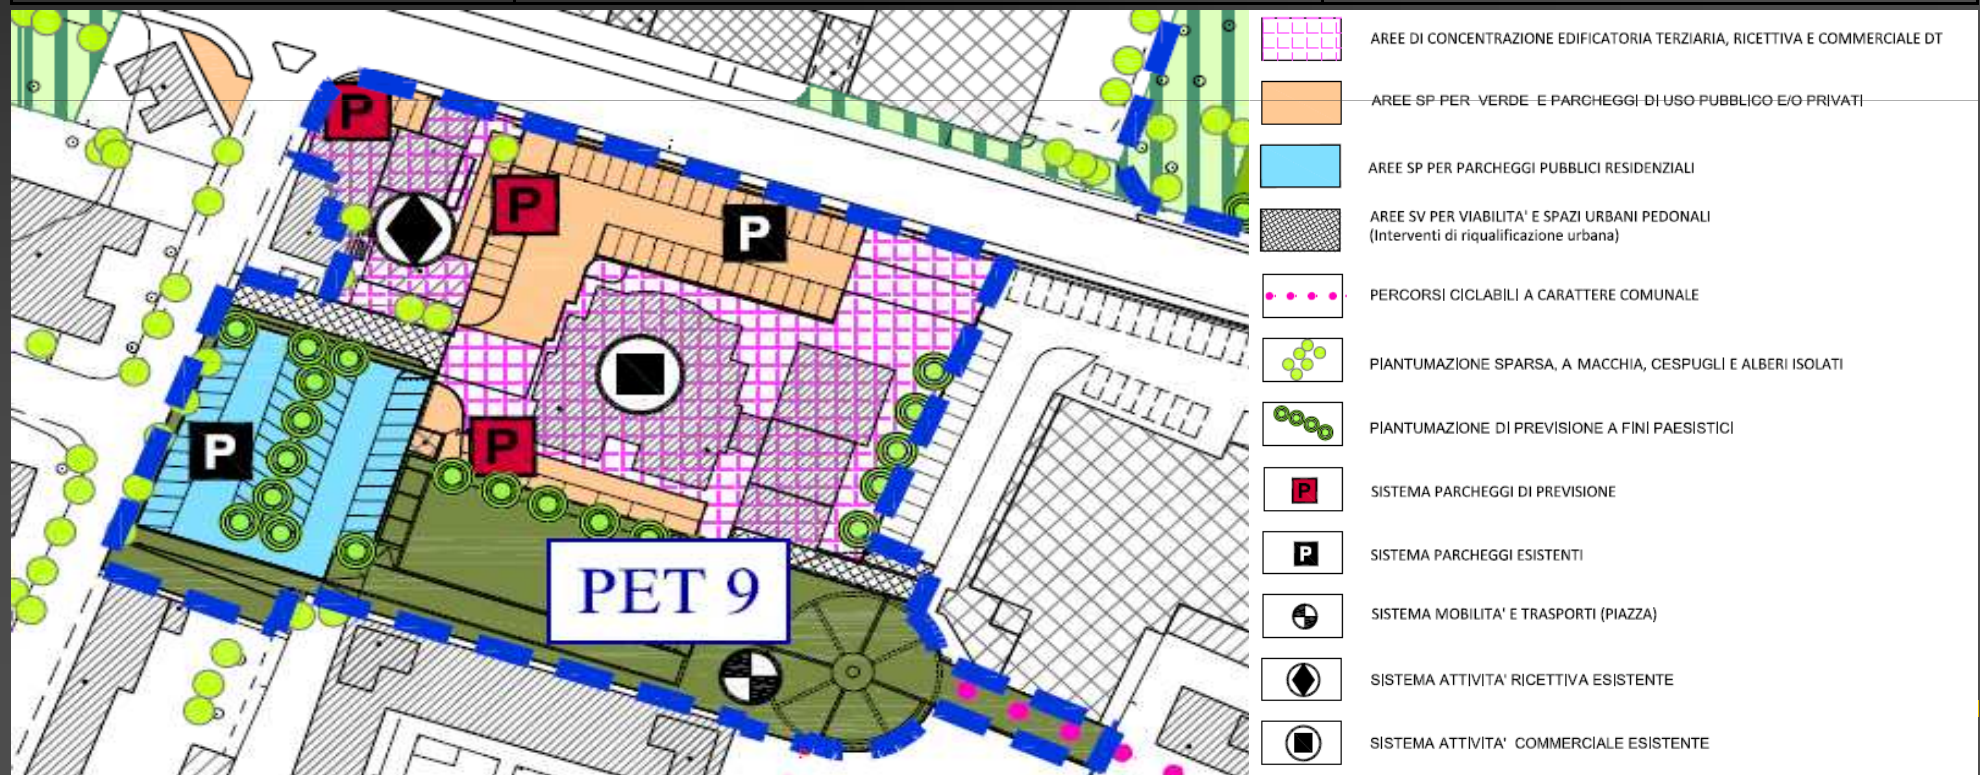 P
P
P
P
P
PET 9
AREE DI CONCENTRAZIONE EDIFICATORIA TERZIARIA, RICETTIVA E COMMERCIALE DT
AREE SP PER VERDE E PARCHEGGI DI USO PUBBLICO E/O PRIVATI
AREE SP PER PARCHEGGI PUBBLICI RESIDENZIALI
AREE SV PER VIABILITA' E SPAZI URBANI PEDONALI
(Interventi di riqualificazione urbana)
PERCORSI CICLABILI A CARATTERE COMUNALE
PIANTUMAZIONE SPARSA, A MACCHIA, CESPUGLI E ALBERI ISOLATI
PIANTUMAZIONE DI PREVISIONE A FINI PAESISTICI
P SISTEMA PARCHEGGI DI PREVISIONE
P SISTEMA PARCHEGGI ESISTENTI
SISTEMA MOBILITA' E TRASPORTI (PIAZZA)
SISTEMA ATTIVITA' RICETTIVA ESISTENTE
SISTEMA ATTIVITA' COMMERCIALE ESISTENTE